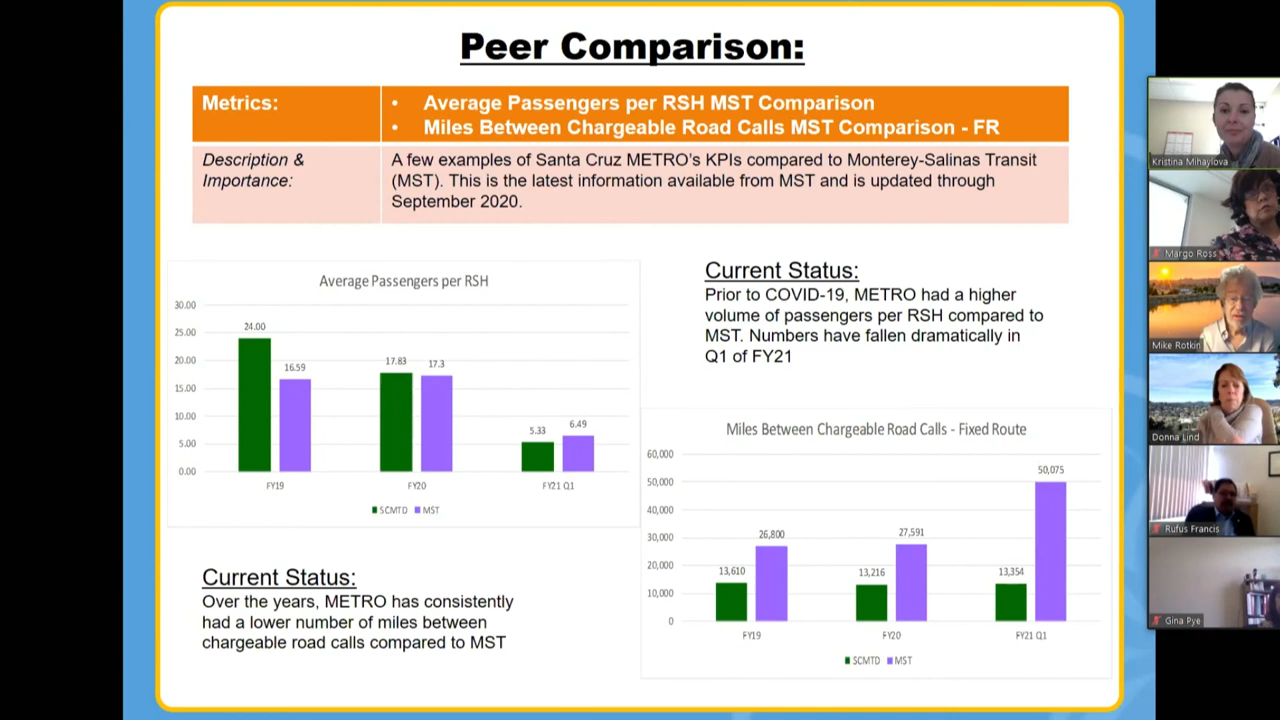 Peer Comparison:
Metrics:
• Average Passengers per RSH MST Comparison
• Miles Between Chargeable Road Calls MST Comparison - FR
Description &
Importance:
A few examples of Santa Cruz METRO's KPIs compared to Monterey-Salinas Transit
(MST). This is the latest information available from MST and is updated through
September 2020.
Average Passengers per RSH
30.00
25.00
20.00
15.00
10.00
5.00
0.00
24.00
16.59
17.83
17.3
5.33
6.49
FY19
FY20
FY21 Q1
SCMTD MST
Current Status:
Prior to COVID-19, METRO had a higher
volume of passengers per RSH compared to
MST. Numbers have fallen dramatically in
Q1 of FY21
Current Status:
Over the years, METRO has consistently
had a lower number of miles between
chargeable road calls compared to MST
Miles Between Chargeable Road Calls - Fixed Route
60,000
50,000
40,000
30,000
20,000
10,000
0
13,610
26,800
13,216
27,591
13,354
50,075
FY19
FY20
FY21 Q1
SCMTD MST
Kristina Mihaylova
Margo Ross
Mike Rotkin
Donna Lind
Rufus Francis
Gina Pye